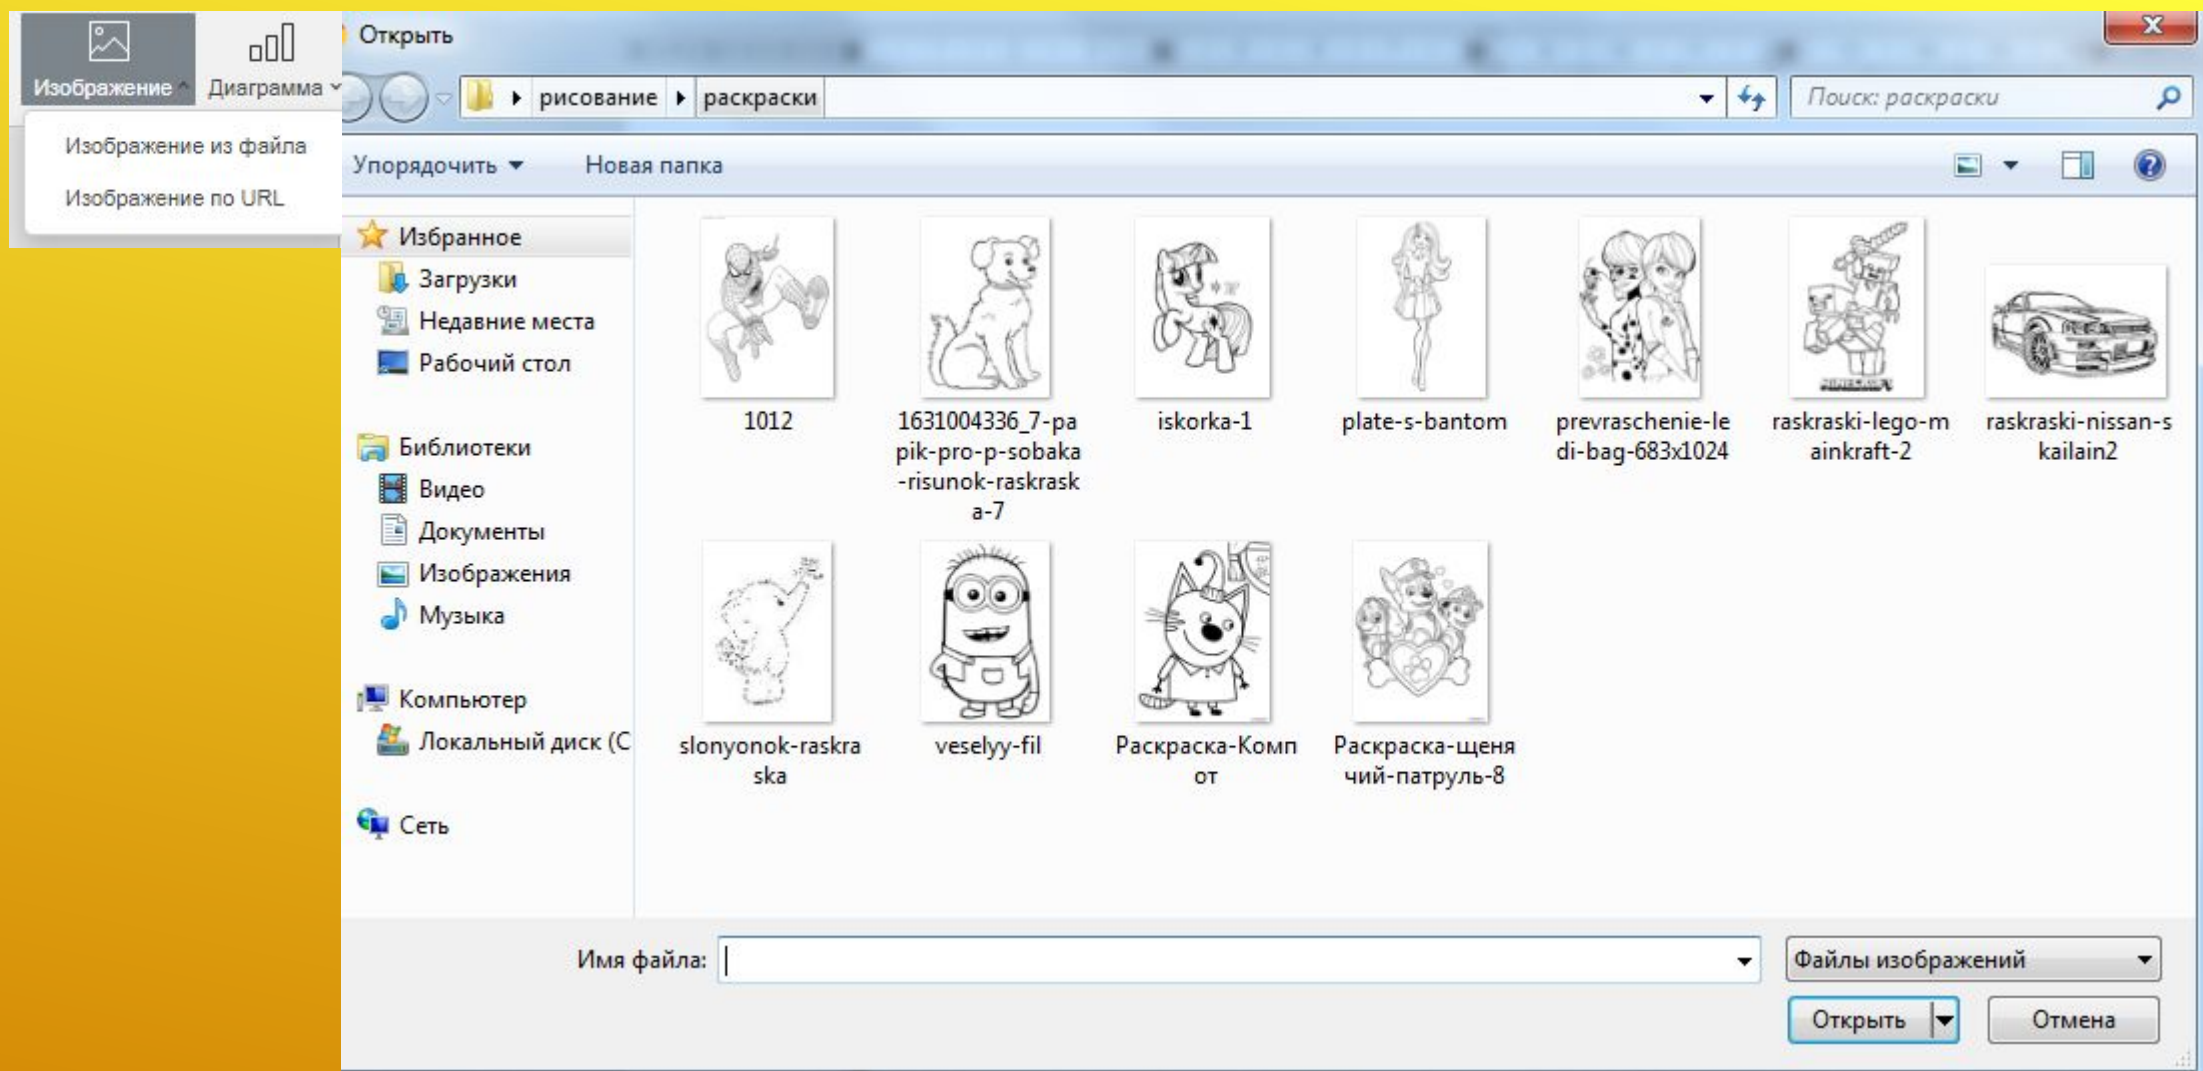 Изображение
Диаграмма
Изображение из файла
Изображение по URL
Открыть
рисование
раскраски
Поиск: раскраски
Упорядочить
Новая папка
Избранное
Загрузки
Недавние места
Рабочий стол
Библиотеки
Видео
Документы
Изображения
Музыка
Компьютер
Локальный диск (C
Сеть
1012
1631004336_7-pa
pik-pro-p-sobaka
-risunok-raskrask
a-7
iskorka-1
plate-s-bantom
prevraschenie-le
di-bag-683x1024
raskraski-lego-m
ainkraft-2
raskraski-nissan-s
kailain2
slonyonok-raskra
ska
veselyy-fil
Раскраска-Комп
от
Раскраска-щеня
чий-патруль-8
Имя файла:
Файлы изображений
Открыть
Отмена